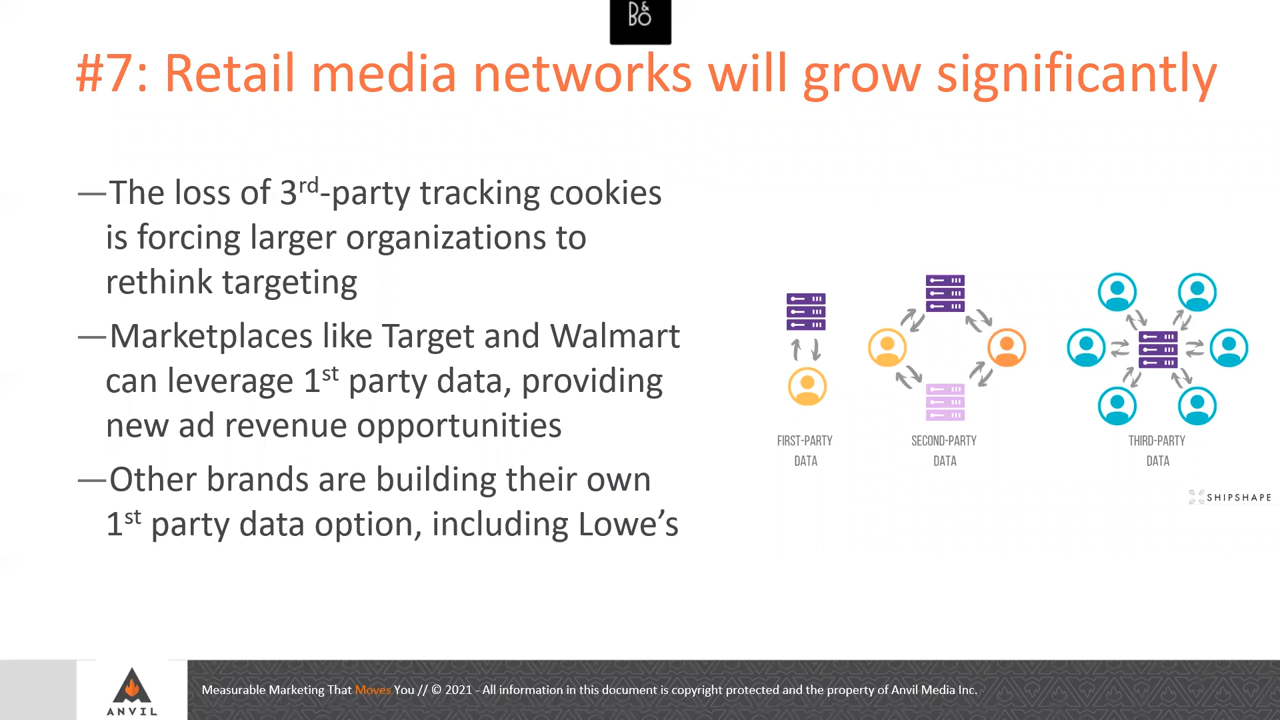 D&
BO
#7: Retail media networks will grow significantly
—The loss of 3rd-party tracking cookies
is forcing larger organizations to
rethink targeting
—Marketplaces like Target and Walmart
can leverage 1st party data, providing
new ad revenue opportunities
—Other brands are building their own
1st party data option, including Lowe’s
FIRST-PARTY
DATA
SECOND-PARTY
DATA
THIRD-PARTY
DATA
SHIPSHAPE
ANVIL
Measurable Marketing That Moves You // © 2021 - All information in this document is copyright protected and the property of Anvil Media Inc.